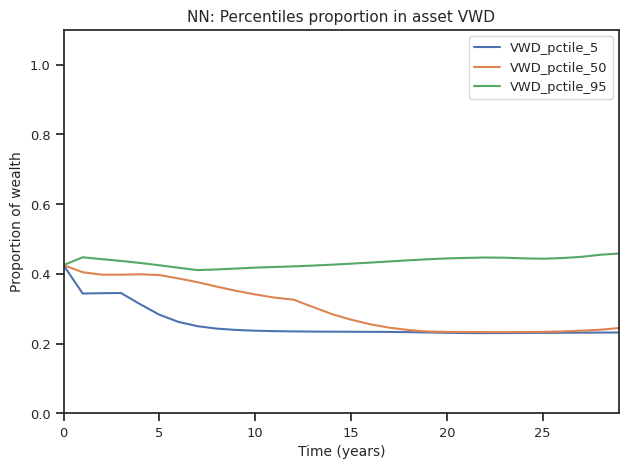 NN: Percentiles proportion in asset VWD
VWD_pctile_5
VWD_pctile_50
VWD_pctile_95
Proportion of wealth
1.0
0.8
0.6
0.4
0.2
0.0
0
5
10
15
20
25
Time (years)